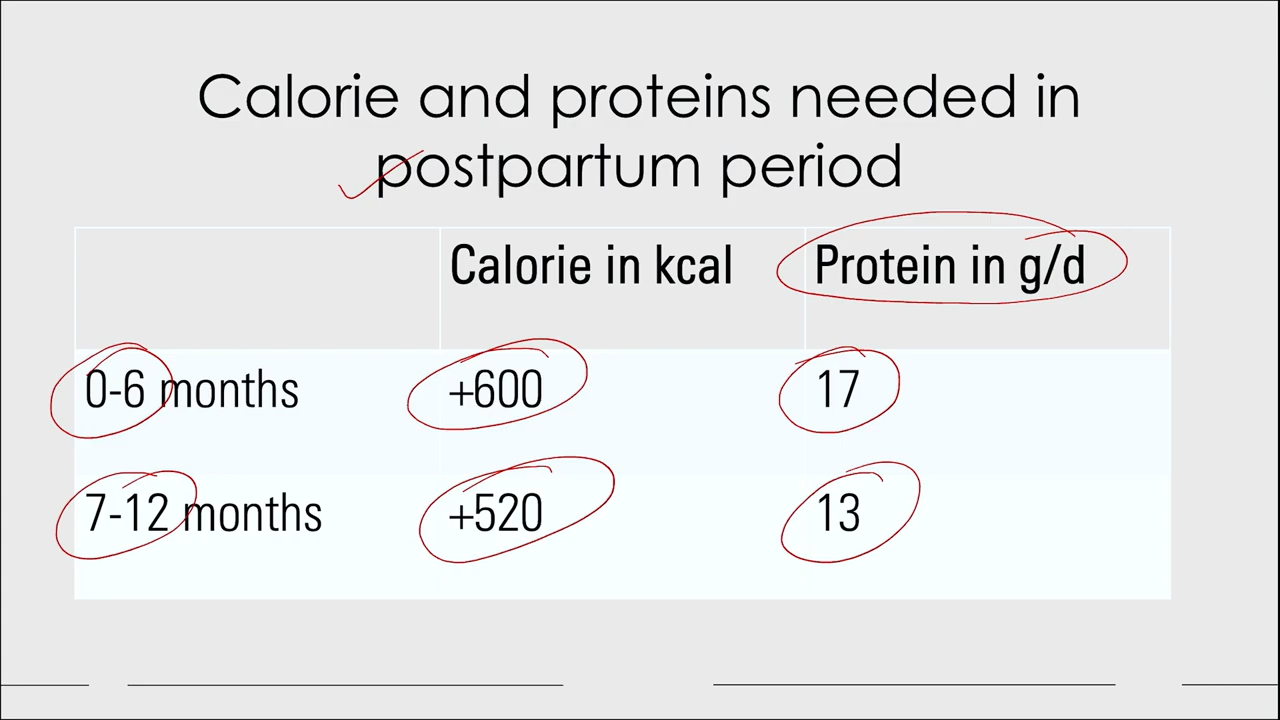 Calorie and proteins needed in
postpartum period
Calorie in kcal Protein in g/d
0-6 months +600 17
7-12 months +520 13